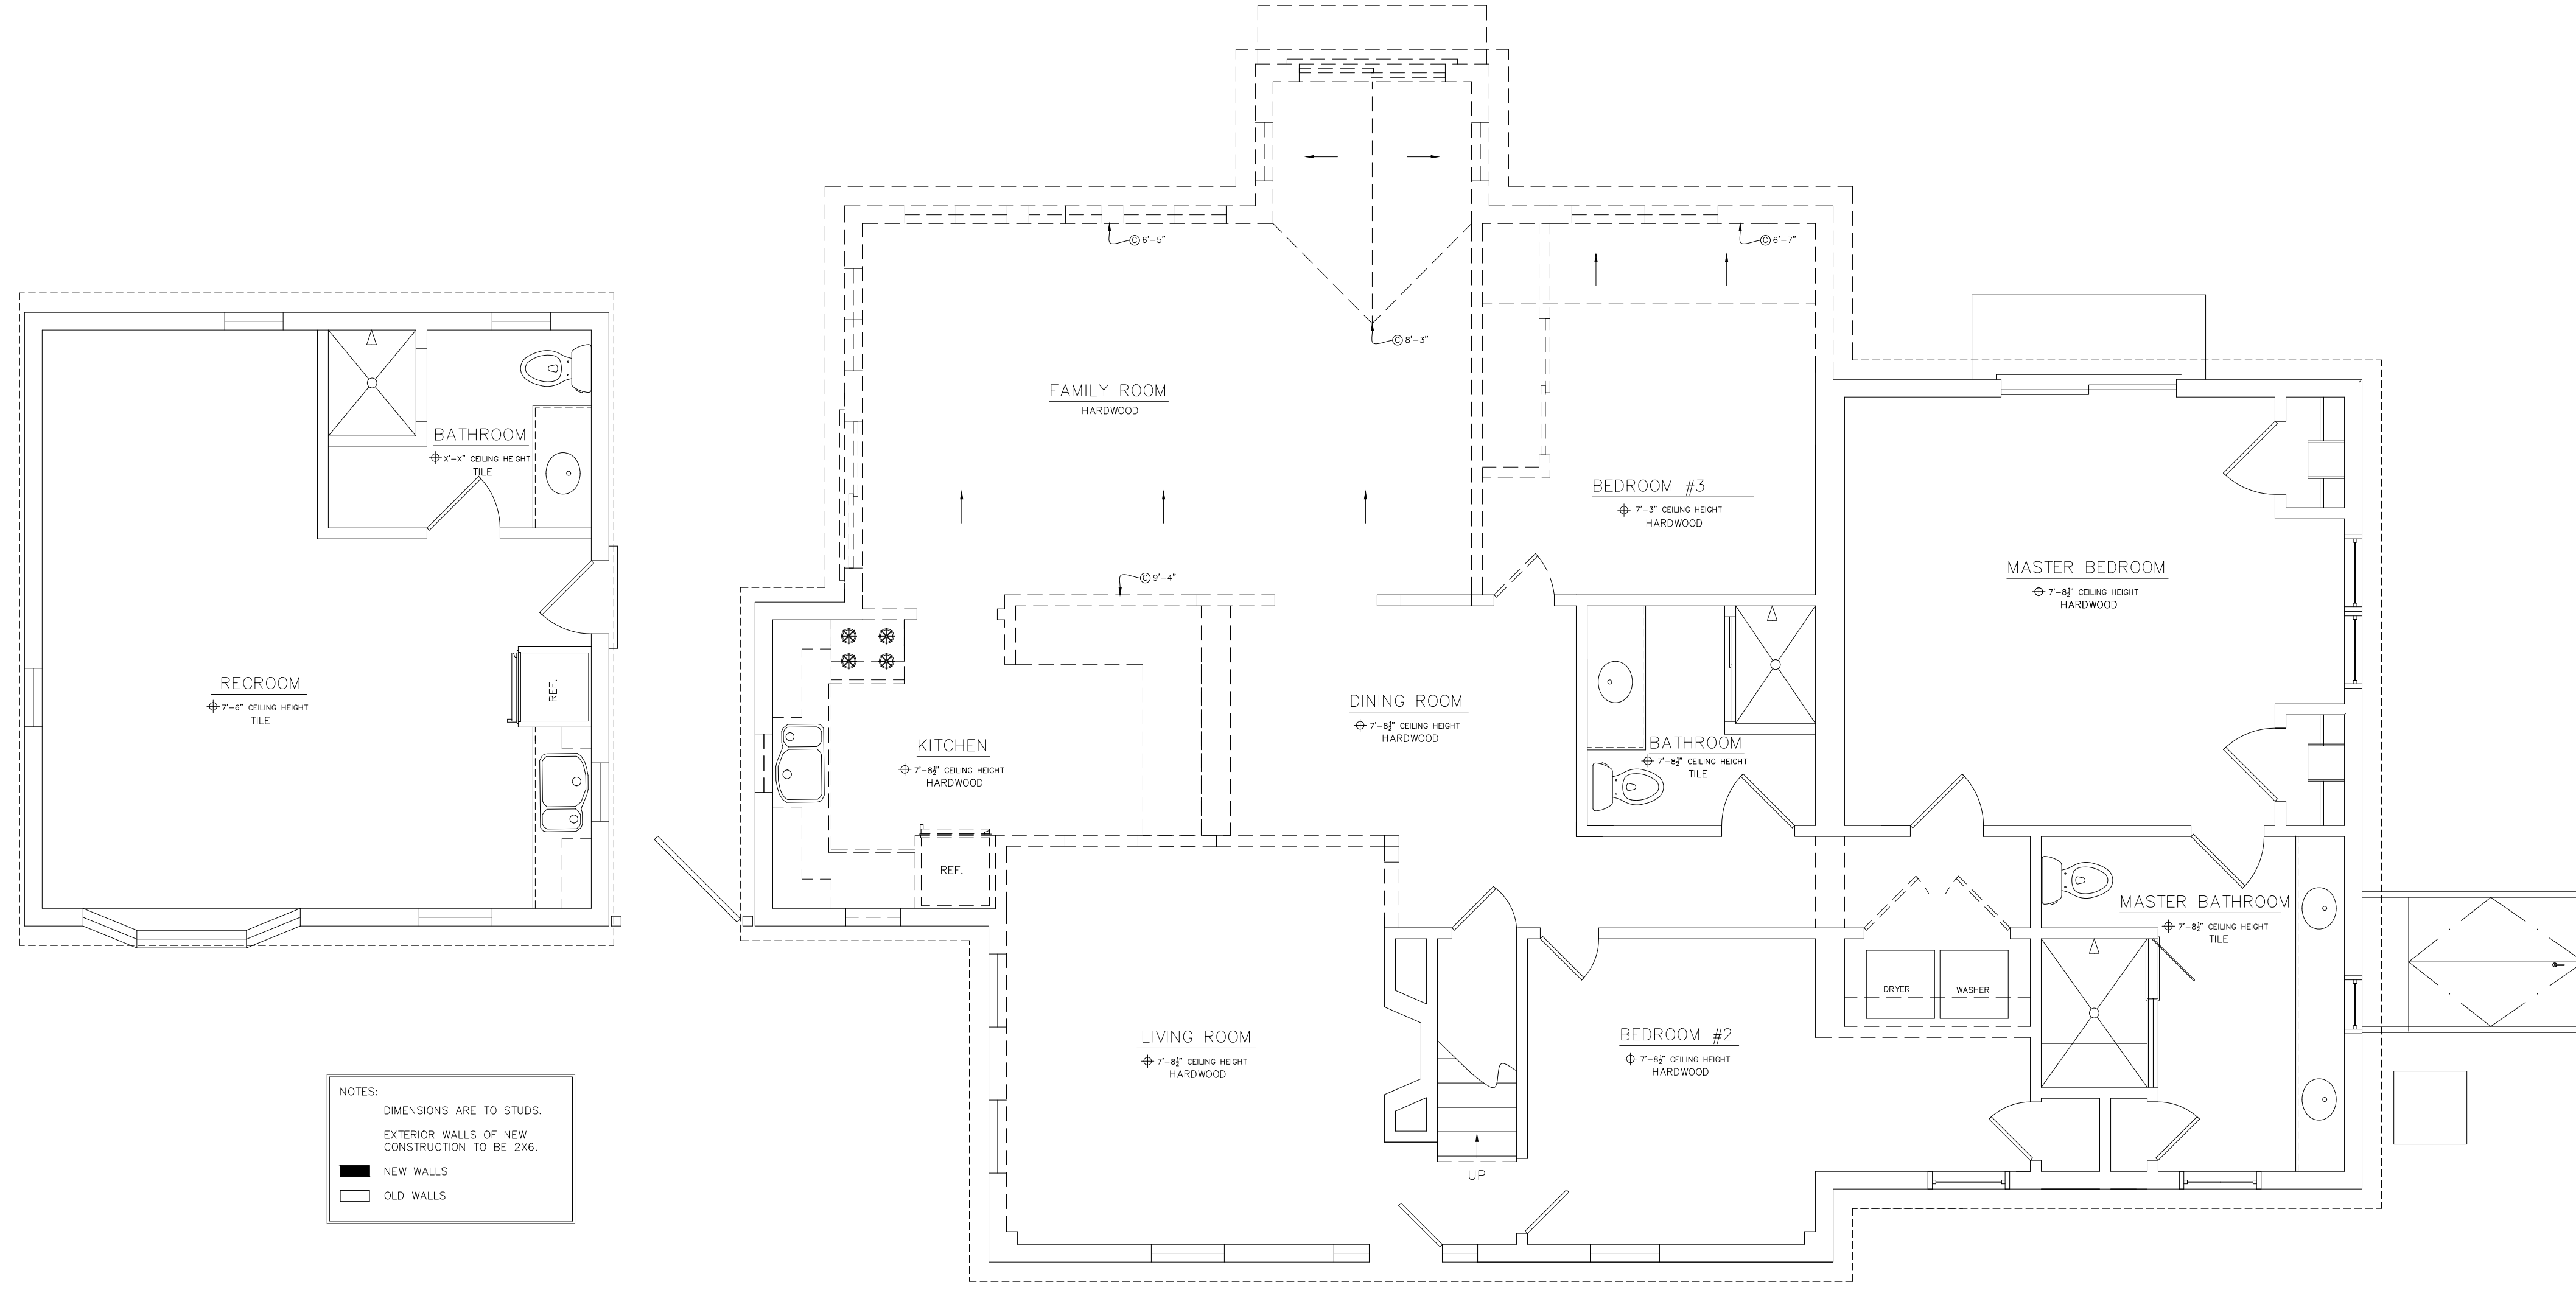 Ⓒ 6'-5"
Ⓒ 6'-7"
Ⓒ 8'-3"
FAMILY ROOM
HARDWOOD
BATHROOM
X'-X" CEILING HEIGHT
TILE
BEDROOM #3
7'-3" CEILING HEIGHT
HARDWOOD
Ⓒ 9'-4"
MASTER BEDROOM
7'-8½" CEILING HEIGHT
HARDWOOD
RECROOM
7'-6" CEILING HEIGHT
TILE
REF.
DINING ROOM
7'-8½" CEILING HEIGHT
HARDWOOD
KITCHEN
7'-8½" CEILING HEIGHT
HARDWOOD
BATHROOM
7'-8½" CEILING HEIGHT
TILE
REF.
MASTER BATHROOM
7'-8½" CEILING HEIGHT
TILE
DRYER
WASHER
LIVING ROOM
7'-8½" CEILING HEIGHT
HARDWOOD
BEDROOM #2
7'-8½" CEILING HEIGHT
HARDWOOD
UP
NOTES:
DIMENSIONS ARE TO STUDS.
EXTERIOR WALLS OF NEW
CONSTRUCTION TO BE 2X6.
NEW WALLS
OLD WALLS